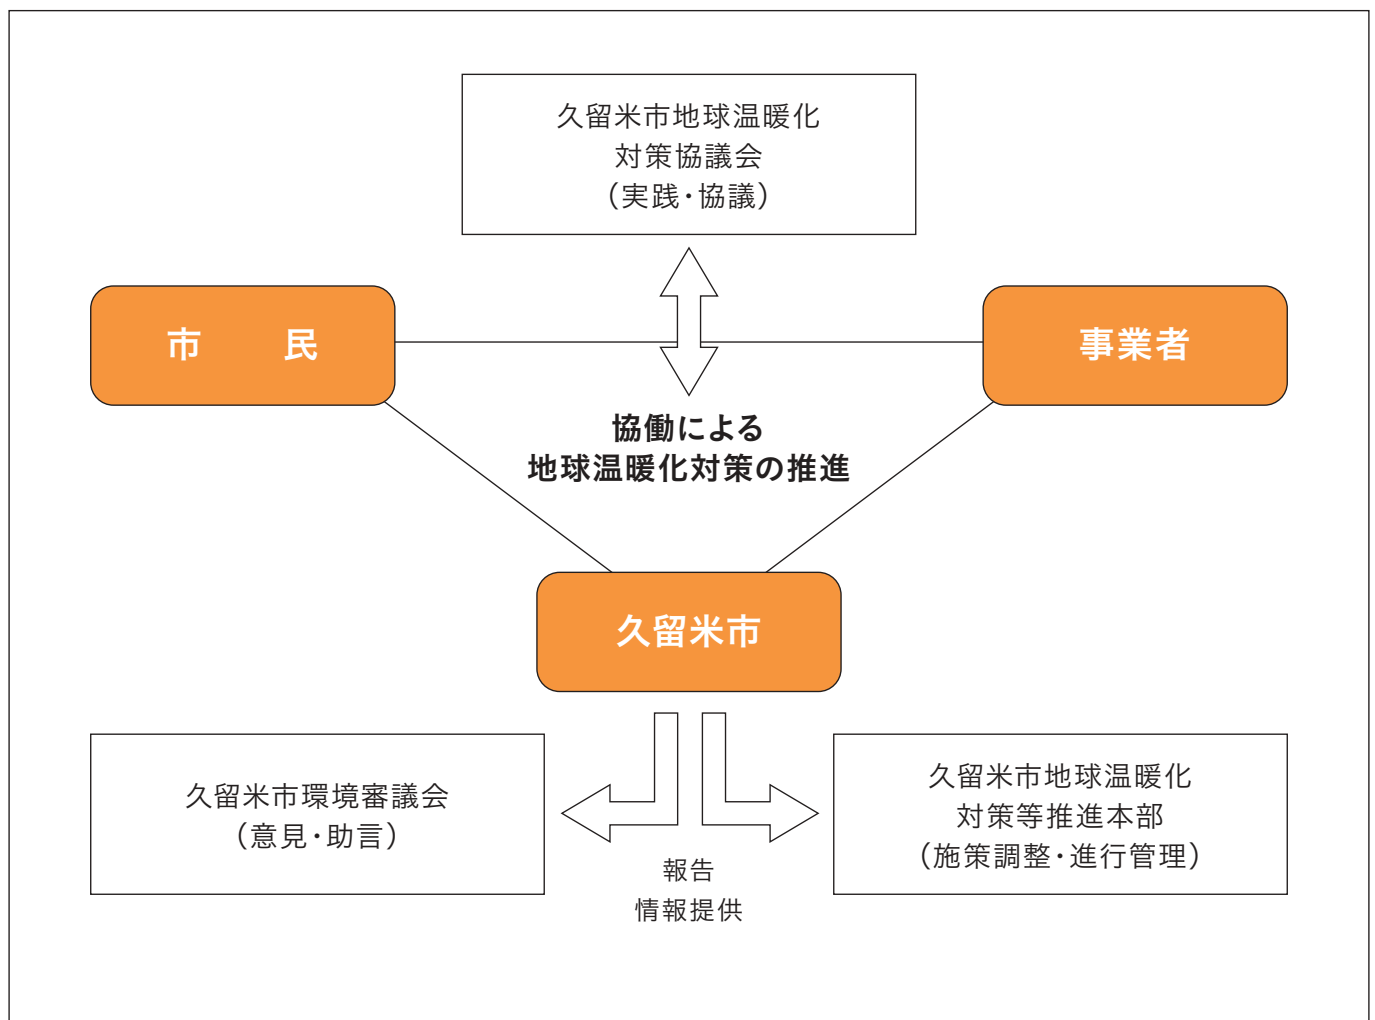 久留米市地球温暖化
対策協議会
（実践・協議）
市　　民
事業者
協働による
地球温暖化対策の推進
久留米市
久留米市環境審議会
（意見・助言）
久留米市地球温暖化
対策等推進本部
（施策調整・進行管理）
報告
情報提供